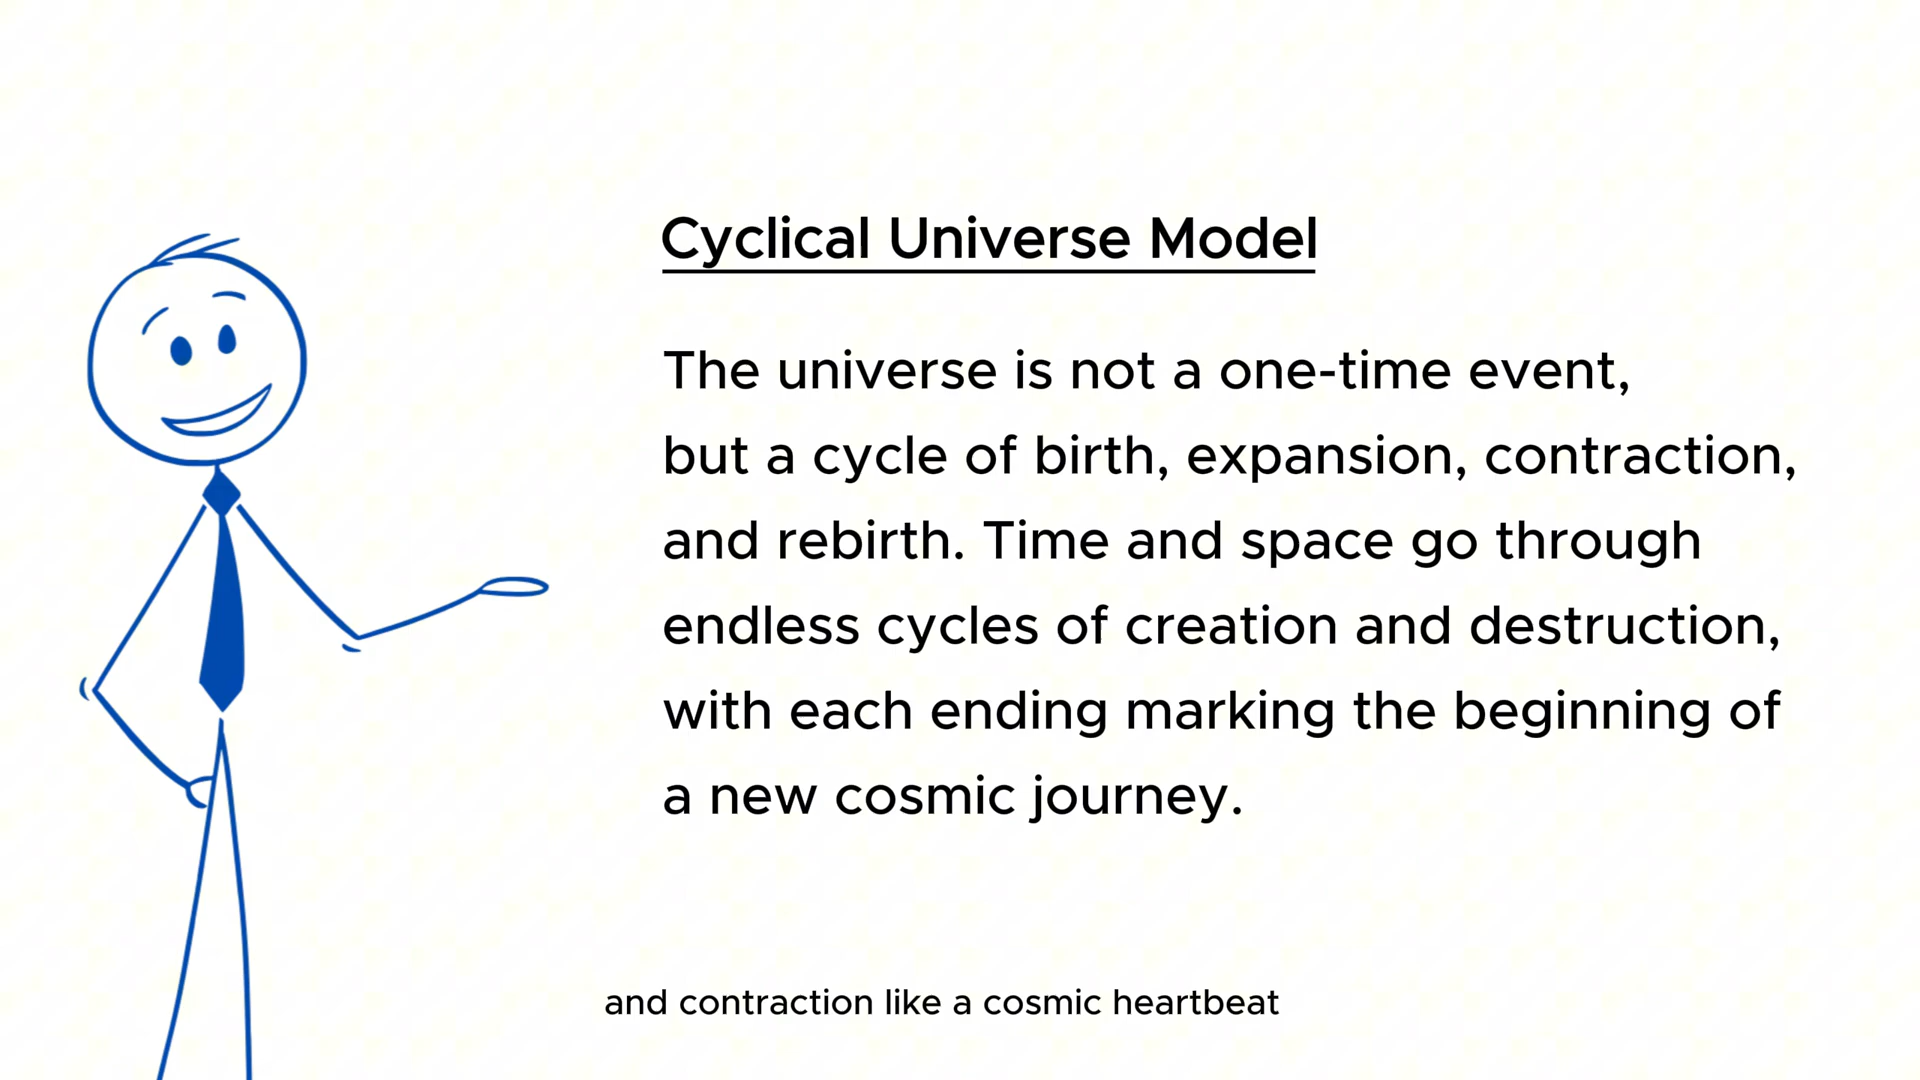 Cyclical Universe Model
The universe is not a one-time event,
but a cycle of birth, expansion, contraction,
and rebirth. Time and space go through
endless cycles of creation and destruction,
with each ending marking the beginning of
a new cosmic journey.
and contraction like a cosmic heartbeat